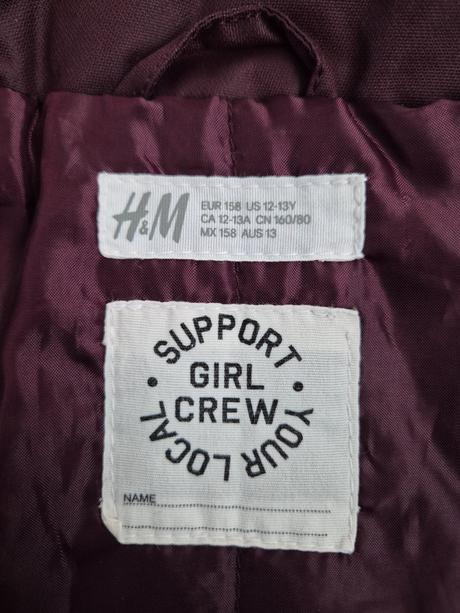 H&M
EUR 158 US 12-13Y
CA 12-13A CN 160/80
MX 158 AUS 13
SUPPORT
• YOUR LOCAL •
GIRL
CREW
NAME